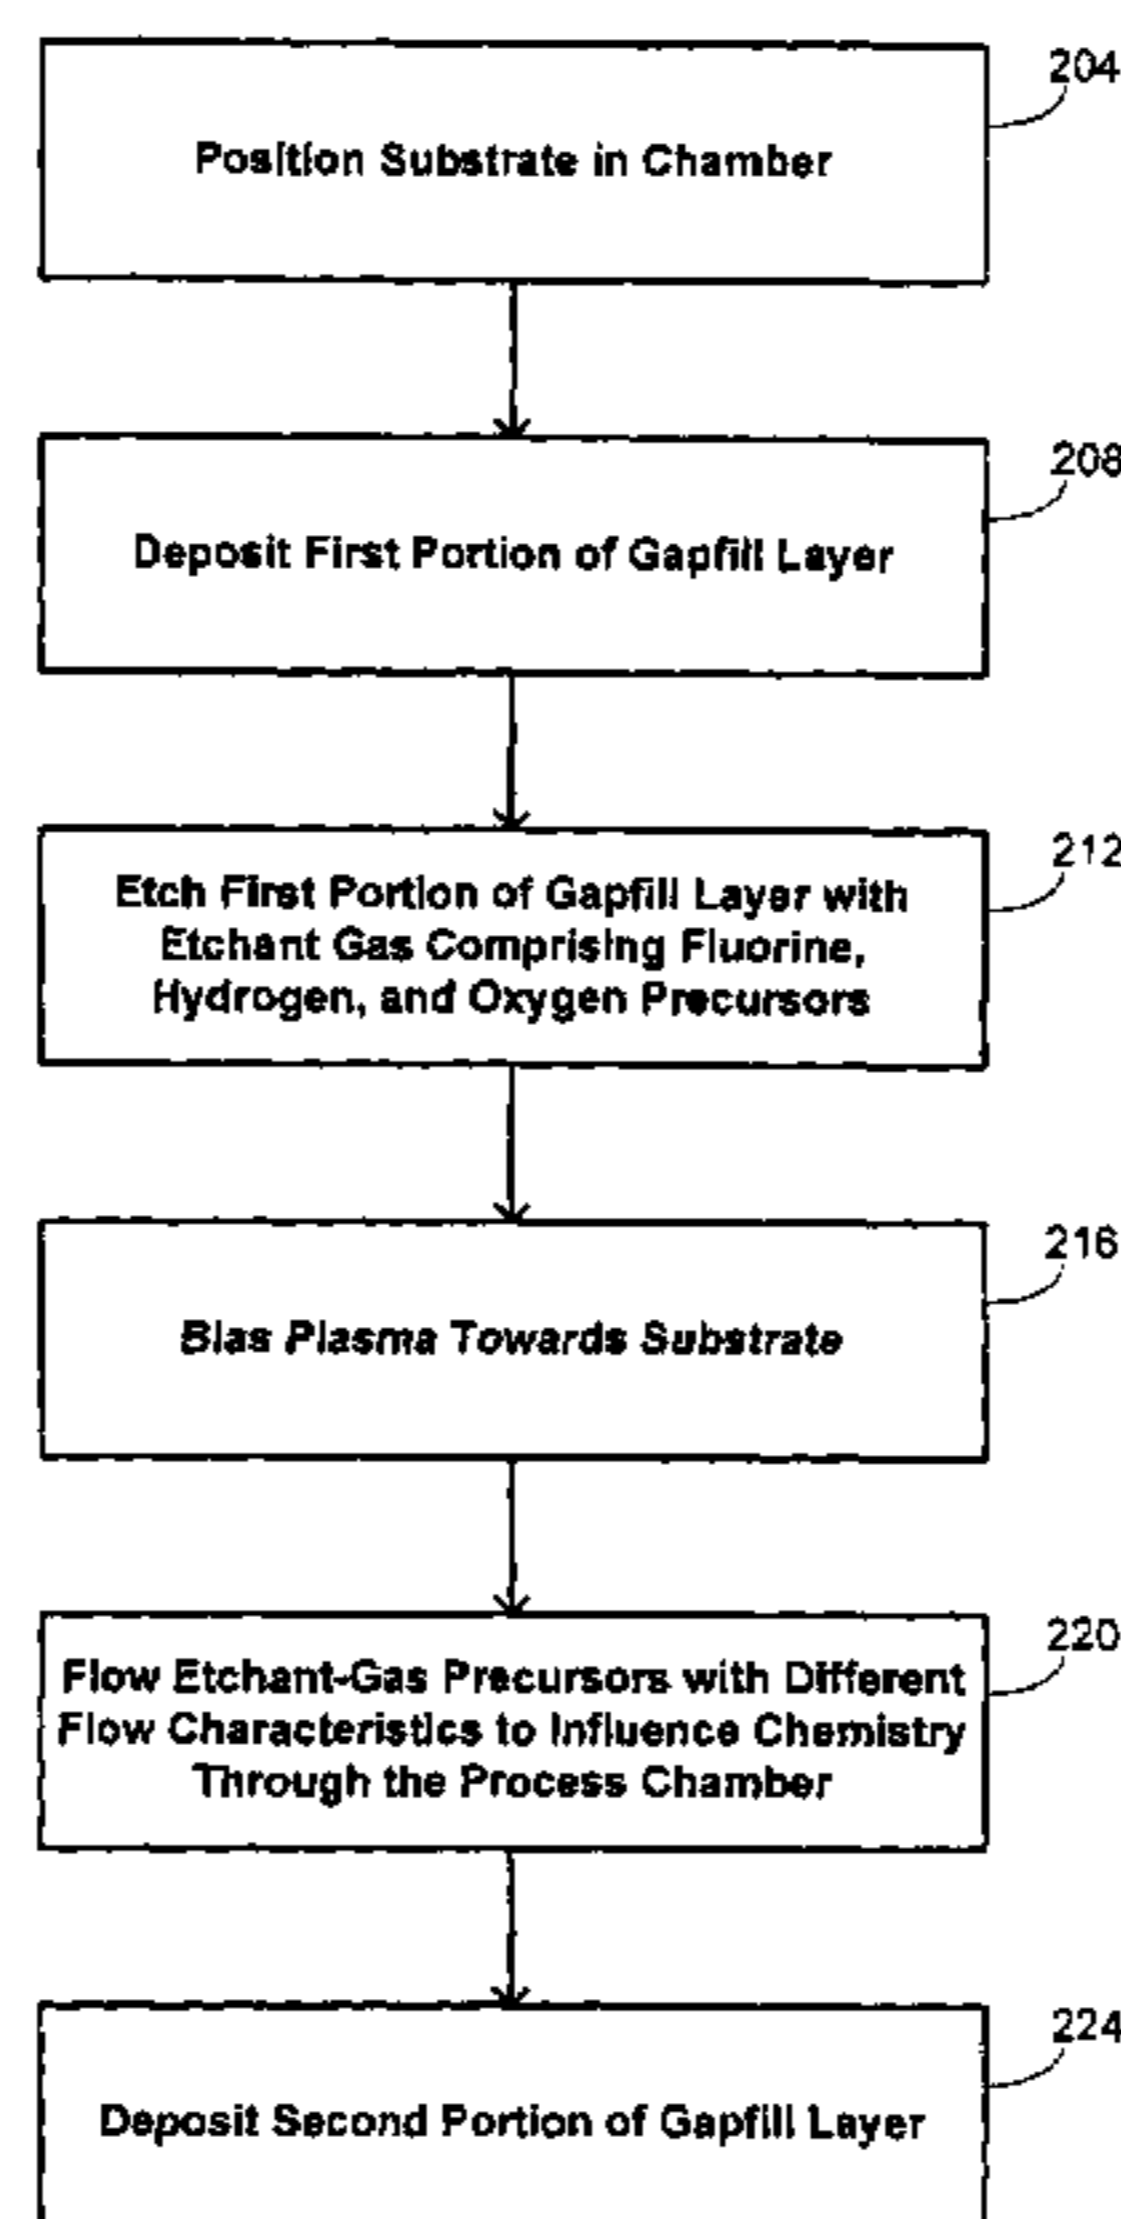 204
Position Substrate in Chamber
208
Deposit First Portion of Gapfill Layer
212
Etch First Portion of Gapfill Layer with
Etchant Gas Comprising Fluorine,
Hydrogen, and Oxygen Precursors
216
Bias Plasma Towards Substrate
220
Flow Etchant-Gas Precursors with Different
Flow Characteristics to Influence Chemistry
Through the Process Chamber
224
Deposit Second Portion of Gapfill Layer